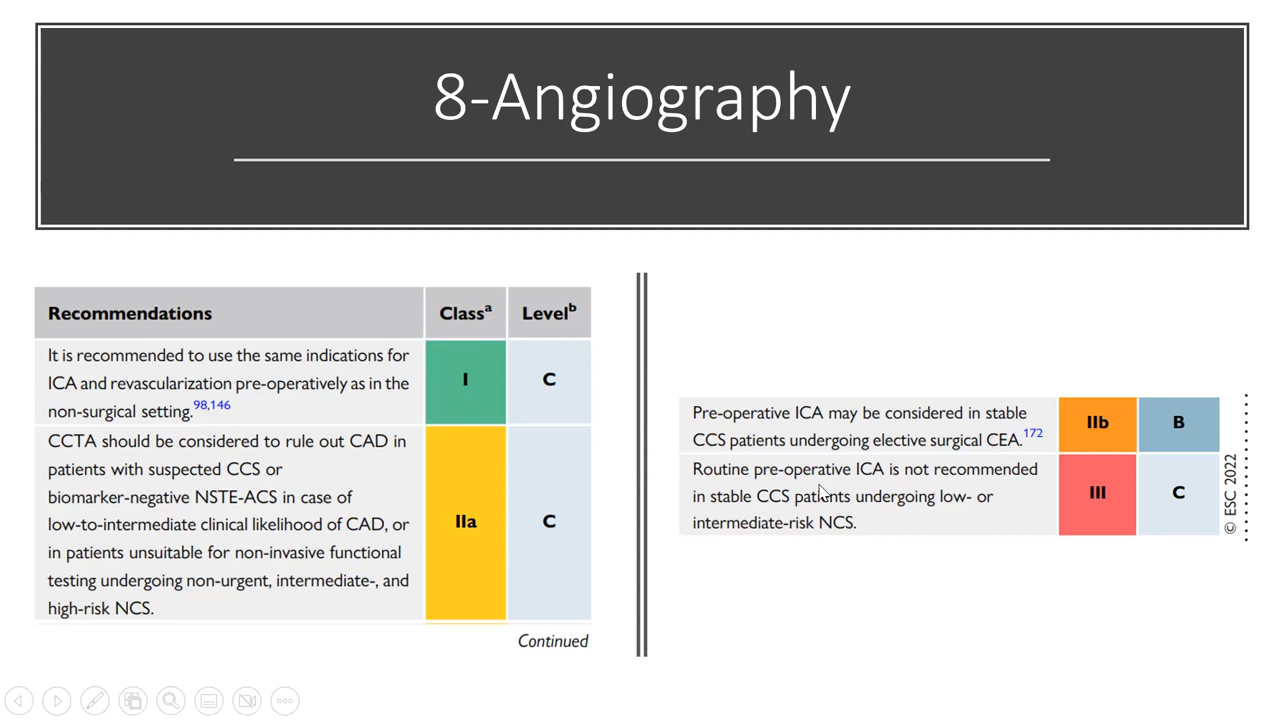 8-Angiography
Recommendations Classᵃ Levelᵇ
It is recommended to use the same indications for
ICA and revascularization pre-operatively as in the
non-surgical setting.98,146
I C
CCTA should be considered to rule out CAD in
patients with suspected CCS or
biomarker-negative NSTE-ACS in case of
low-to-intermediate clinical likelihood of CAD, or
in patients unsuitable for non-invasive functional
testing undergoing non-urgent, intermediate-, and
high-risk NCS.
IIa C
Continued
Pre-operative ICA may be considered in stable
CCS patients undergoing elective surgical CEA.172
IIb B
Routine pre-operative ICA is not recommended
in stable CCS patients undergoing low- or
intermediate-risk NCS.
III C
© ESC 2022